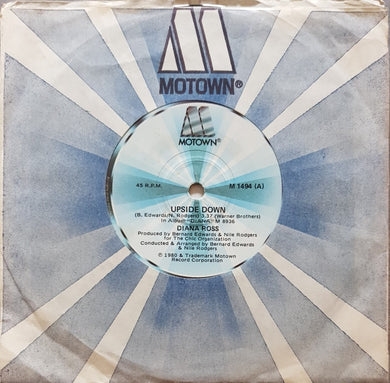 MOTOWN®
MOTOWN®
45 R.P.M.
M 1494 (A)
UPSIDE DOWN
(B. Edwards/N. Rodgers) 3.37 (Warner Brothers)
In Album "DIANA" M 8936
DIANA ROSS
Produced by Bernard Edwards & Nile Rodgers
for The Chic Organization
Conducted & Arranged by Bernard Edwards
& Nile Rodgers
℗ 1980 & Trademark Motown
Record Corporation
MOTOWN®